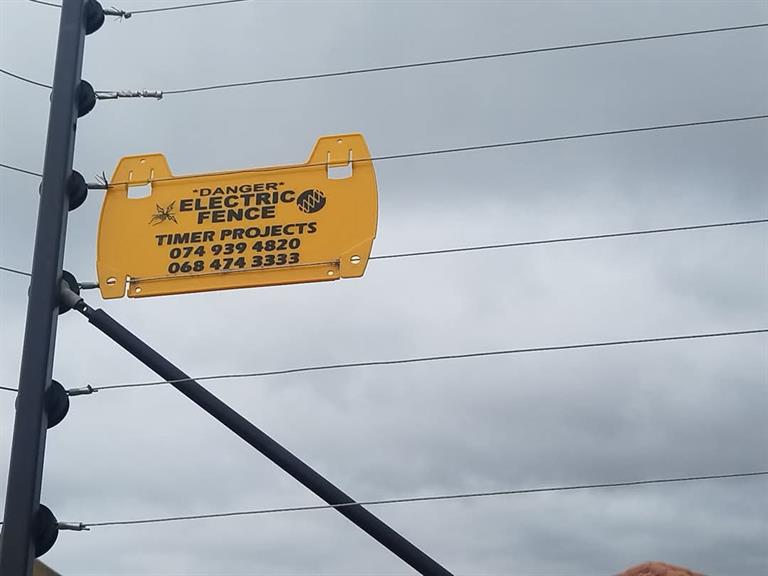 *DANGER*
ELECTRIC
FENCE
TIMER PROJECTS
074 939 4820
068 474 3333